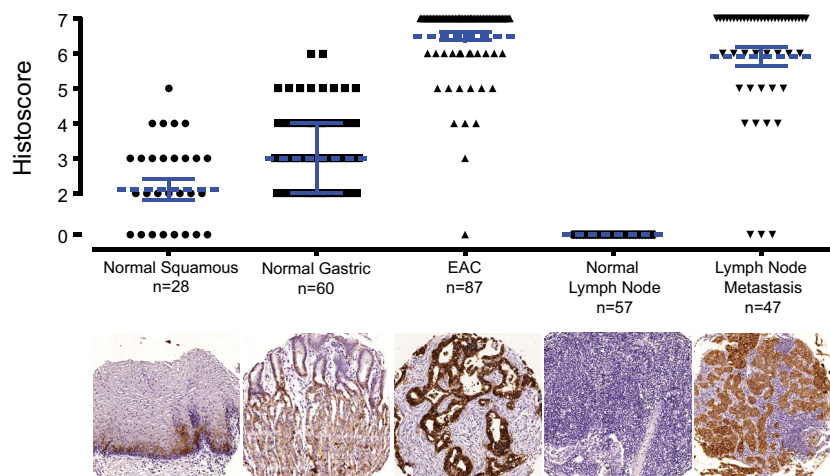 Histoscore
7
6
5
4
3
2
0
Normal Squamous
n=28
Normal Gastric
n=60
EAC
n=87
Normal
Lymph Node
n=57
Lymph Node
Metastasis
n=47